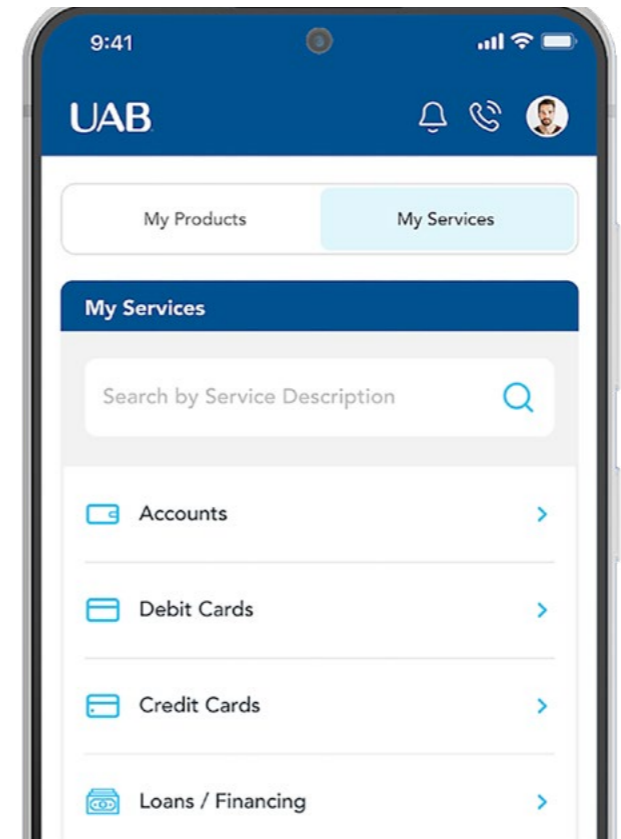 9:41
UAB
My Products
My Services
My Services
Search by Service Description
Accounts
Debit Cards
Credit Cards
Loans / Financing